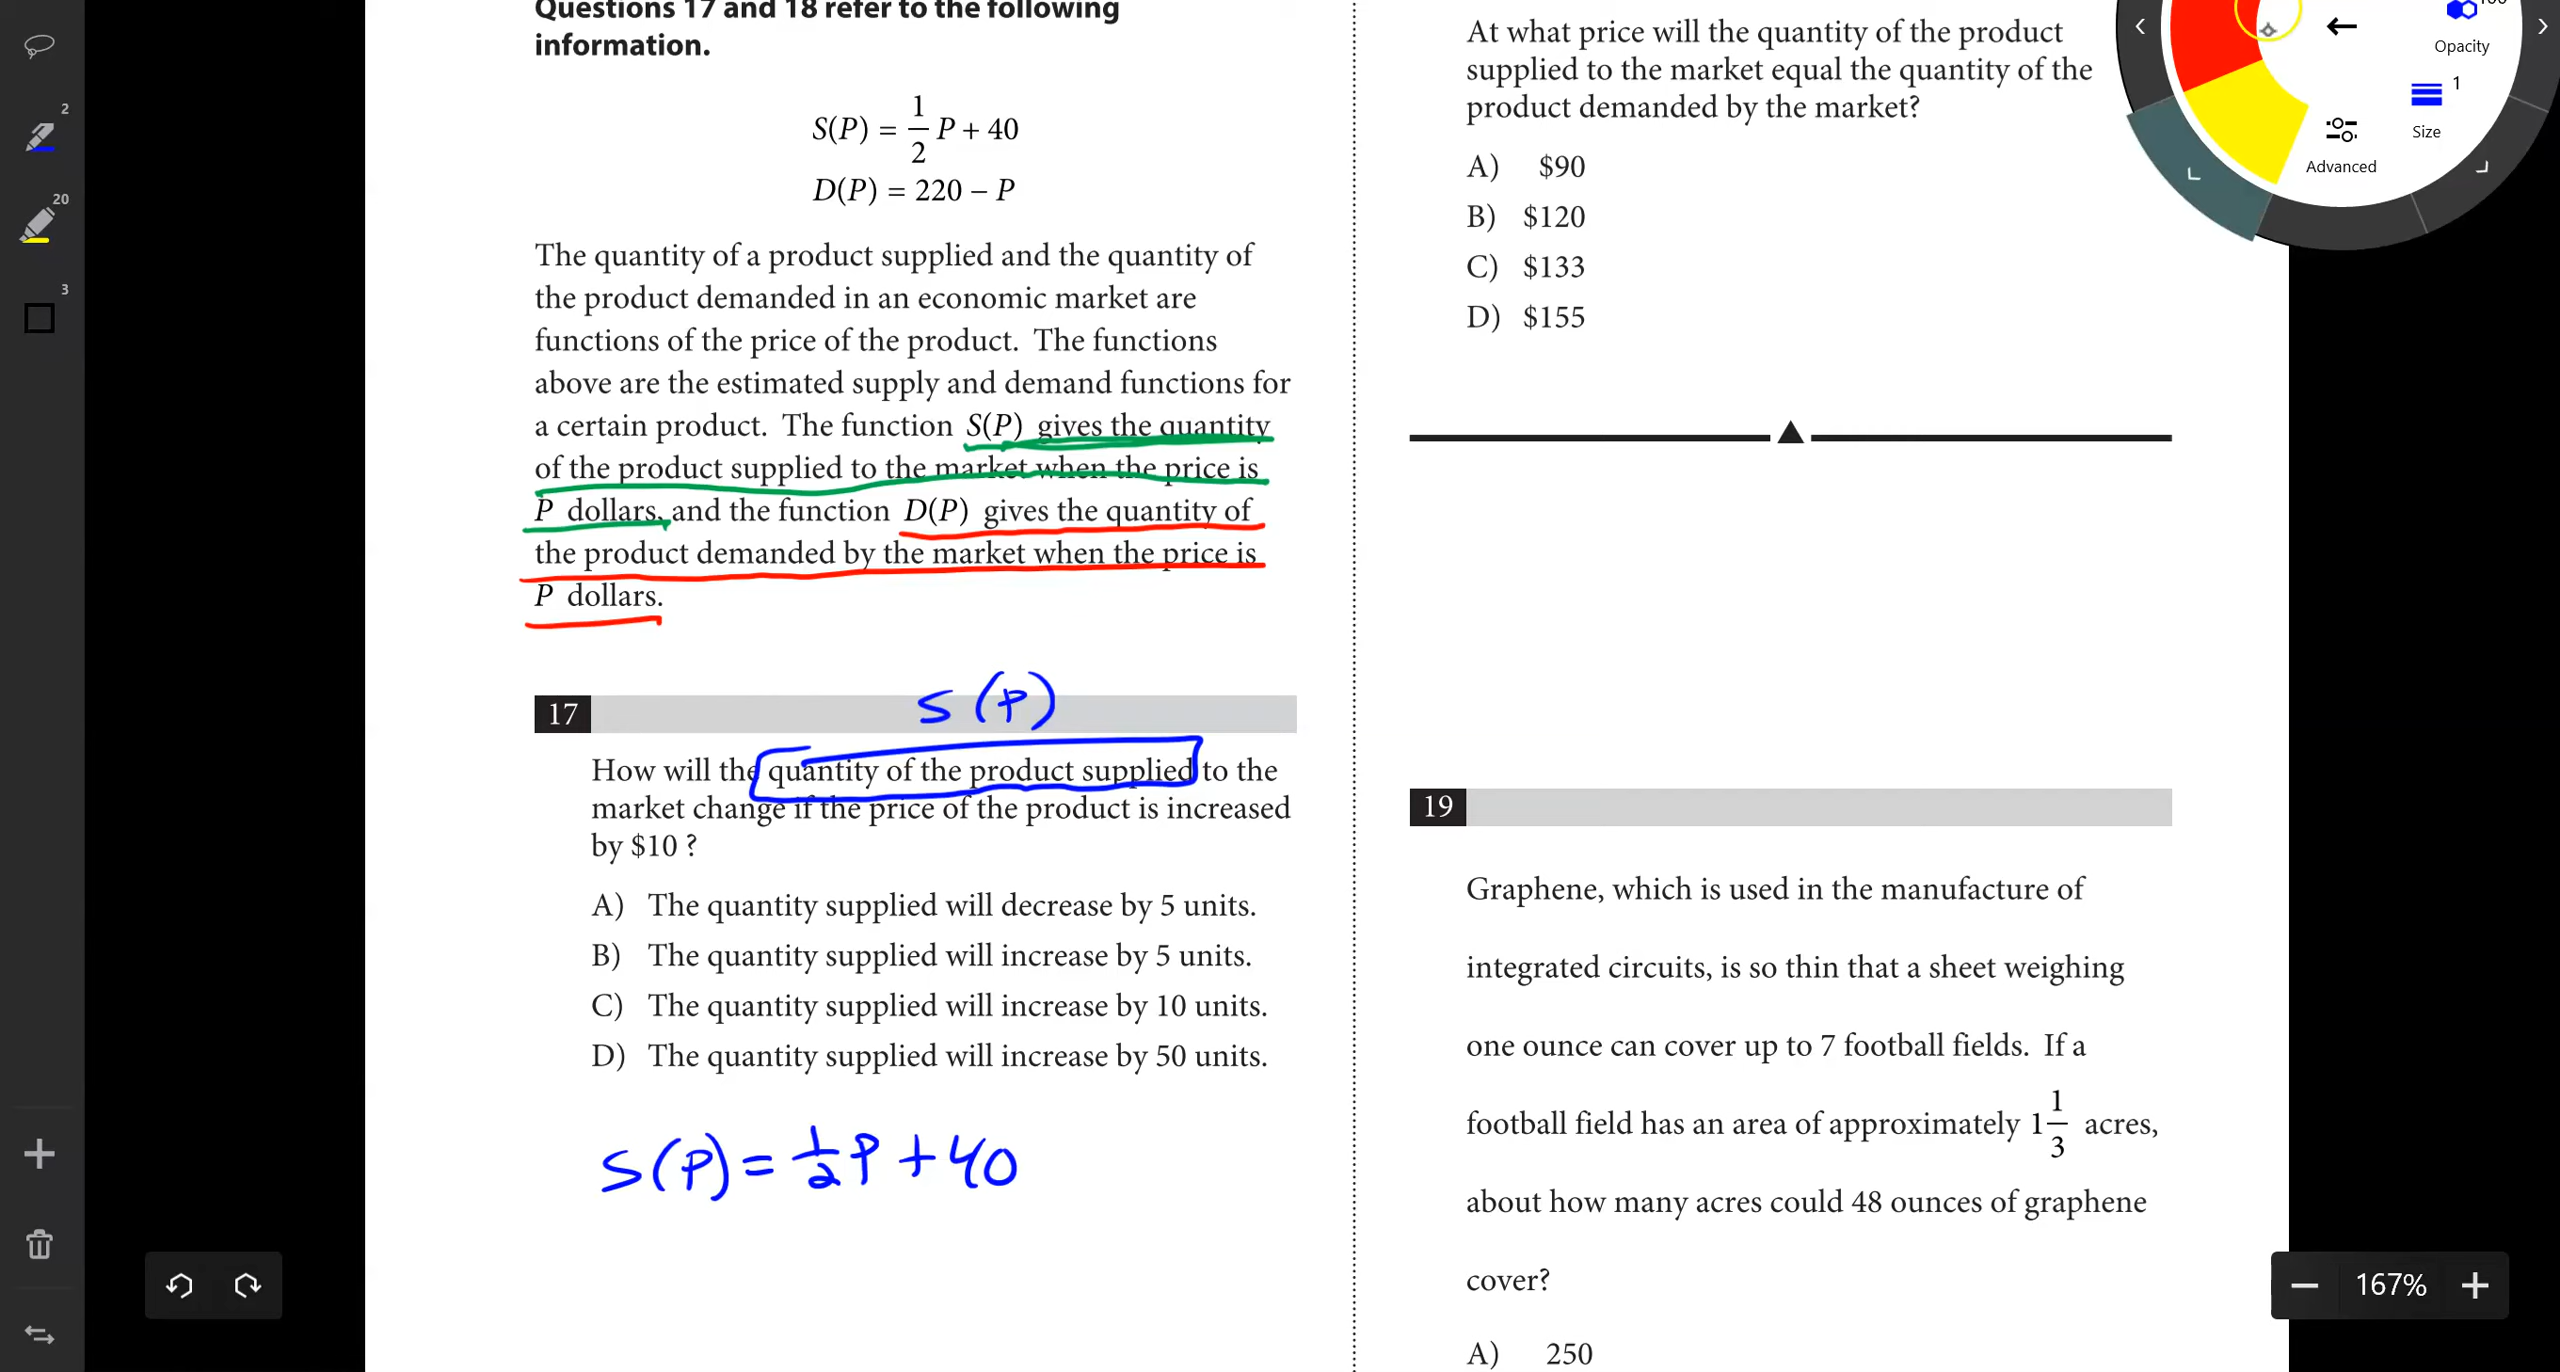 2
20
3
Questions 17 and 18 refer to the following
information.
S(P) = 1/2 P + 40
D(P) = 220 – P
The quantity of a product supplied and the quantity of
the product demanded in an economic market are
functions of the price of the product. The functions
above are the estimated supply and demand functions for
a certain product. The function S(P) gives the quantity
of the product supplied to the market when the price is
P dollars, and the function D(P) gives the quantity of
the product demanded by the market when the price is
P dollars.
17
S(P)
How will the quantity of the product supplied to the
market change if the price of the product is increased
by $10 ?
A) The quantity supplied will decrease by 5 units.
B) The quantity supplied will increase by 5 units.
C) The quantity supplied will increase by 10 units.
D) The quantity supplied will increase by 50 units.
S(P) = 1/2 P + 40
At what price will the quantity of the product
supplied to the market equal the quantity of the
product demanded by the market?
A) $90
B) $120
C) $133
D) $155
19
Graphene, which is used in the manufacture of
integrated circuits, is so thin that a sheet weighing
one ounce can cover up to 7 football fields. If a
football field has an area of approximately 1 1/3 acres,
about how many acres could 48 ounces of graphene
cover?
A) 250
Opacity
1
Size
Advanced
167%